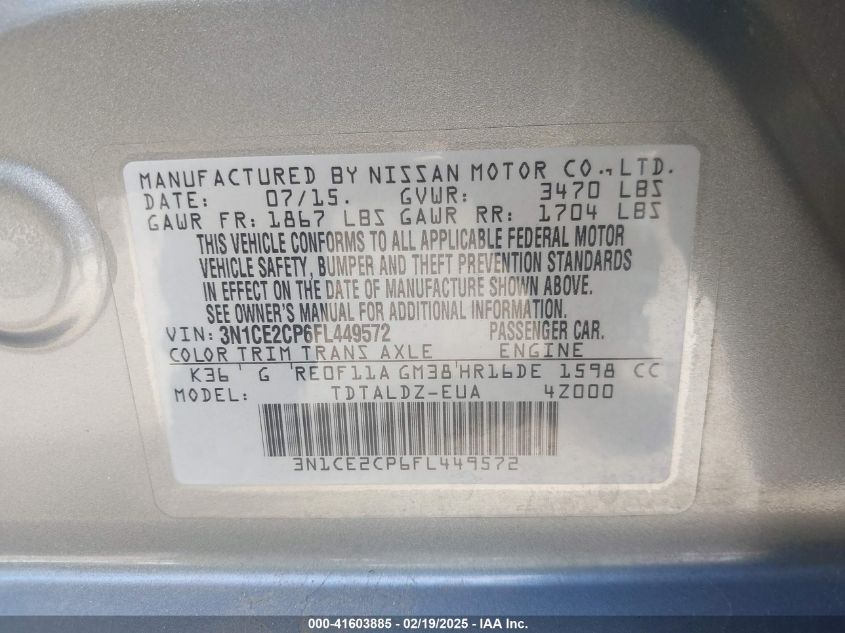 MANUFACTURED BY NISSAN MOTOR CO., LTD.
DATE: 07/15. GVWR: 3470 LBS
GAWR FR: 1867 LBS GAWR RR: 1704 LBS
THIS VEHICLE CONFORMS TO ALL APPLICABLE FEDERAL MOTOR
VEHICLE SAFETY, BUMPER AND THEFT PREVENTION STANDARDS
IN EFFECT ON THE DATE OF MANUFACTURE SHOWN ABOVE.
SEE OWNER'S MANUAL FOR ADDITIONAL INFORMATION.
VIN: 3N1CE2CP6FL449572 PASSENGER CAR.
COLOR TRIM TRANS AXLE ENGINE
K36 G RE0F11A GM38 HR16DE 1598 CC
MODEL: TDTALDZ-EUA 4Z000
3N1CE2CP6FL449572
000-41603885 - 02/19/2025 - IAA Inc.